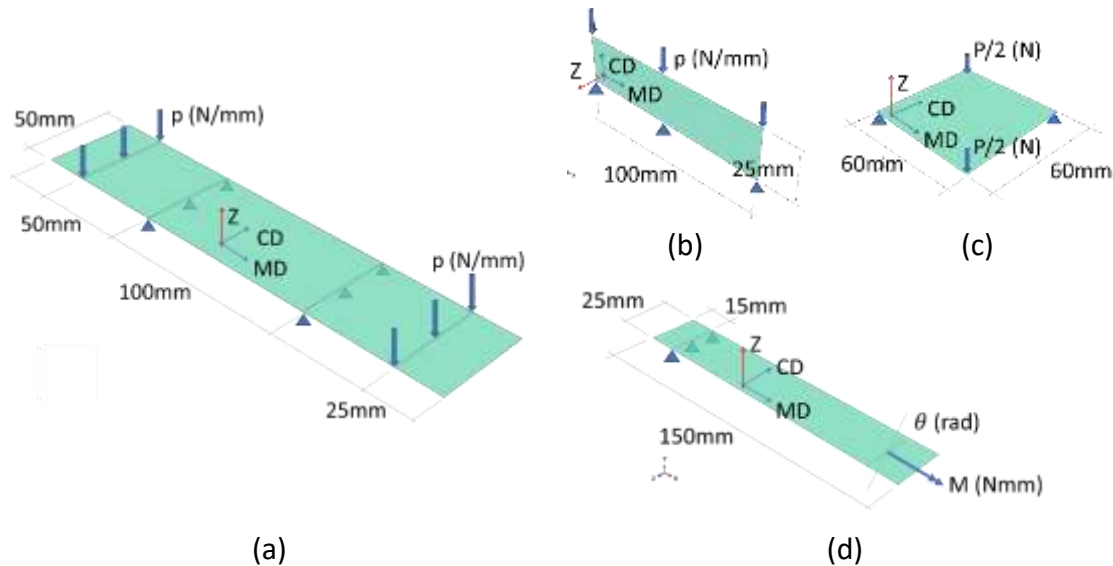 50mm
p (N/mm)
50mm
Z
CD
MD
100mm
p (N/mm)
25mm
(a)
p (N/mm)
Z
CD
MD
100mm
25mm
(b)
P/2 (N)
Z
CD
MD
P/2 (N)
60mm
60mm
(c)
25mm
15mm
Z
CD
MD
θ (rad)
150mm
M (Nmm)
(d)